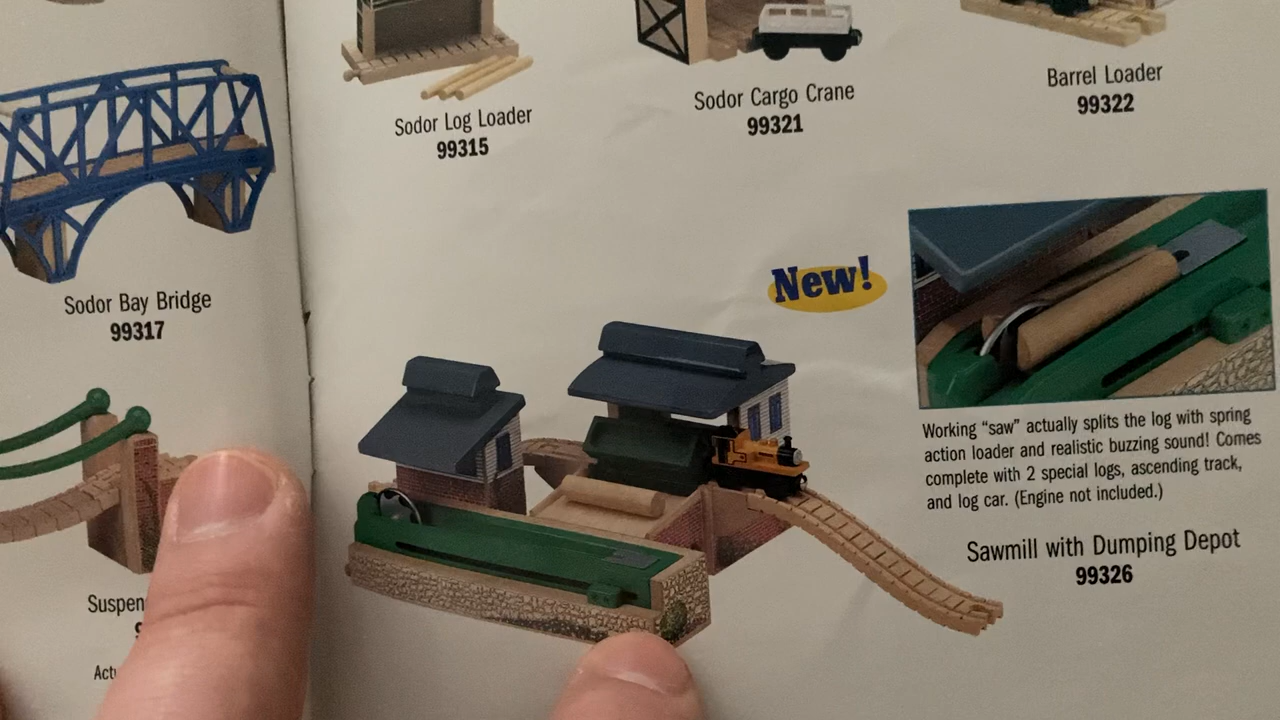 Sodor Log Loader
99315
Sodor Cargo Crane
99321
Barrel Loader
99322
Sodor Bay Bridge
99317
New!
Working “saw” actually splits the log with spring
action loader and realistic buzzing sound! Comes
complete with 2 special logs, ascending track,
and log car. (Engine not included.)
Sawmill with Dumping Depot
99326